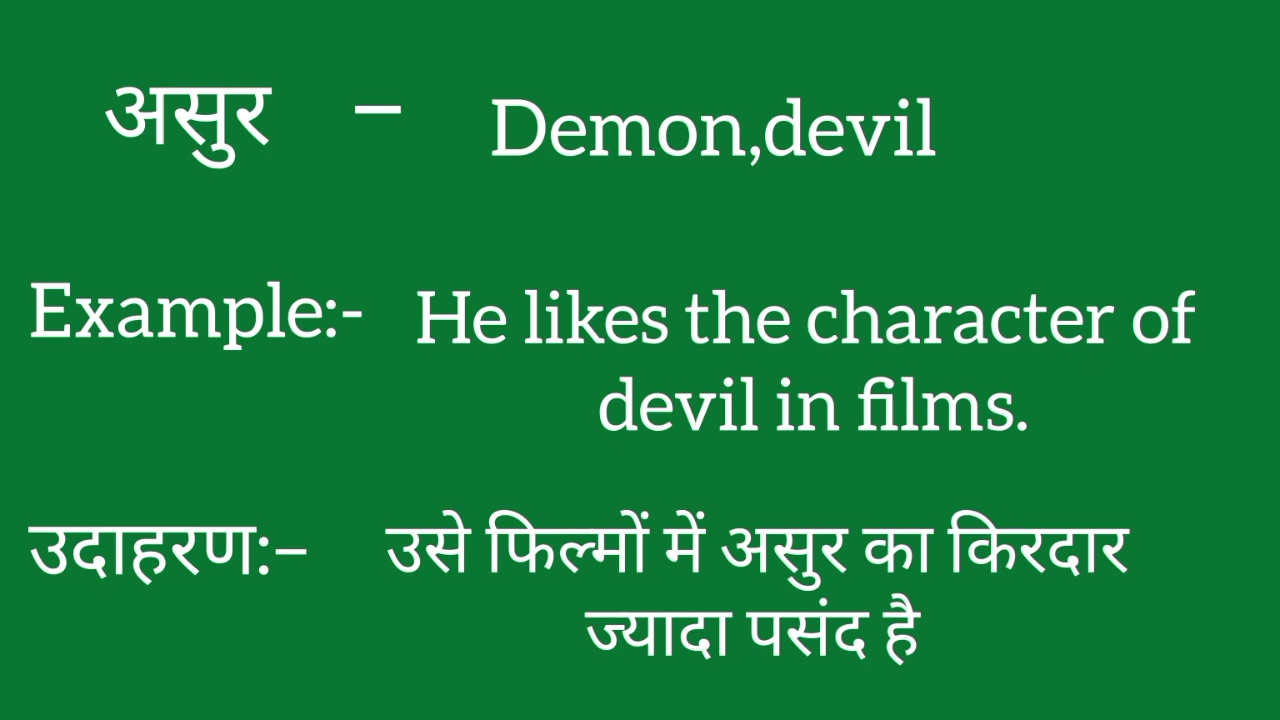 असुर – Demon,devil
Example:- He likes the character of
devil in films.
उदाहरण:– उसे फिल्मों में असुर का किरदार
ज्यादा पसंद है